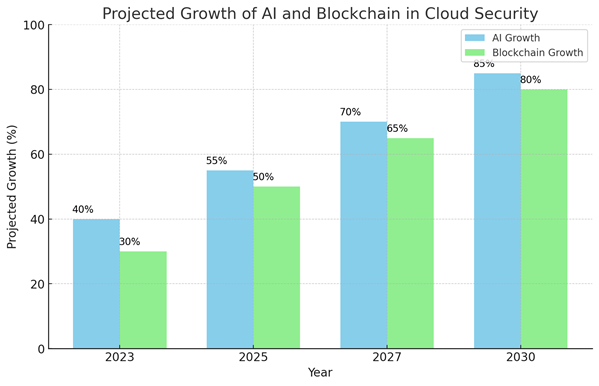 Projected Growth of AI and Blockchain in Cloud Security
100
AI Growth
Blockchain Growth
85%
80%
80
70%
65%
60
55%
50%
40%
40
30%
20
0
Projected Growth (%)
2023 2025 2027 2030
Year